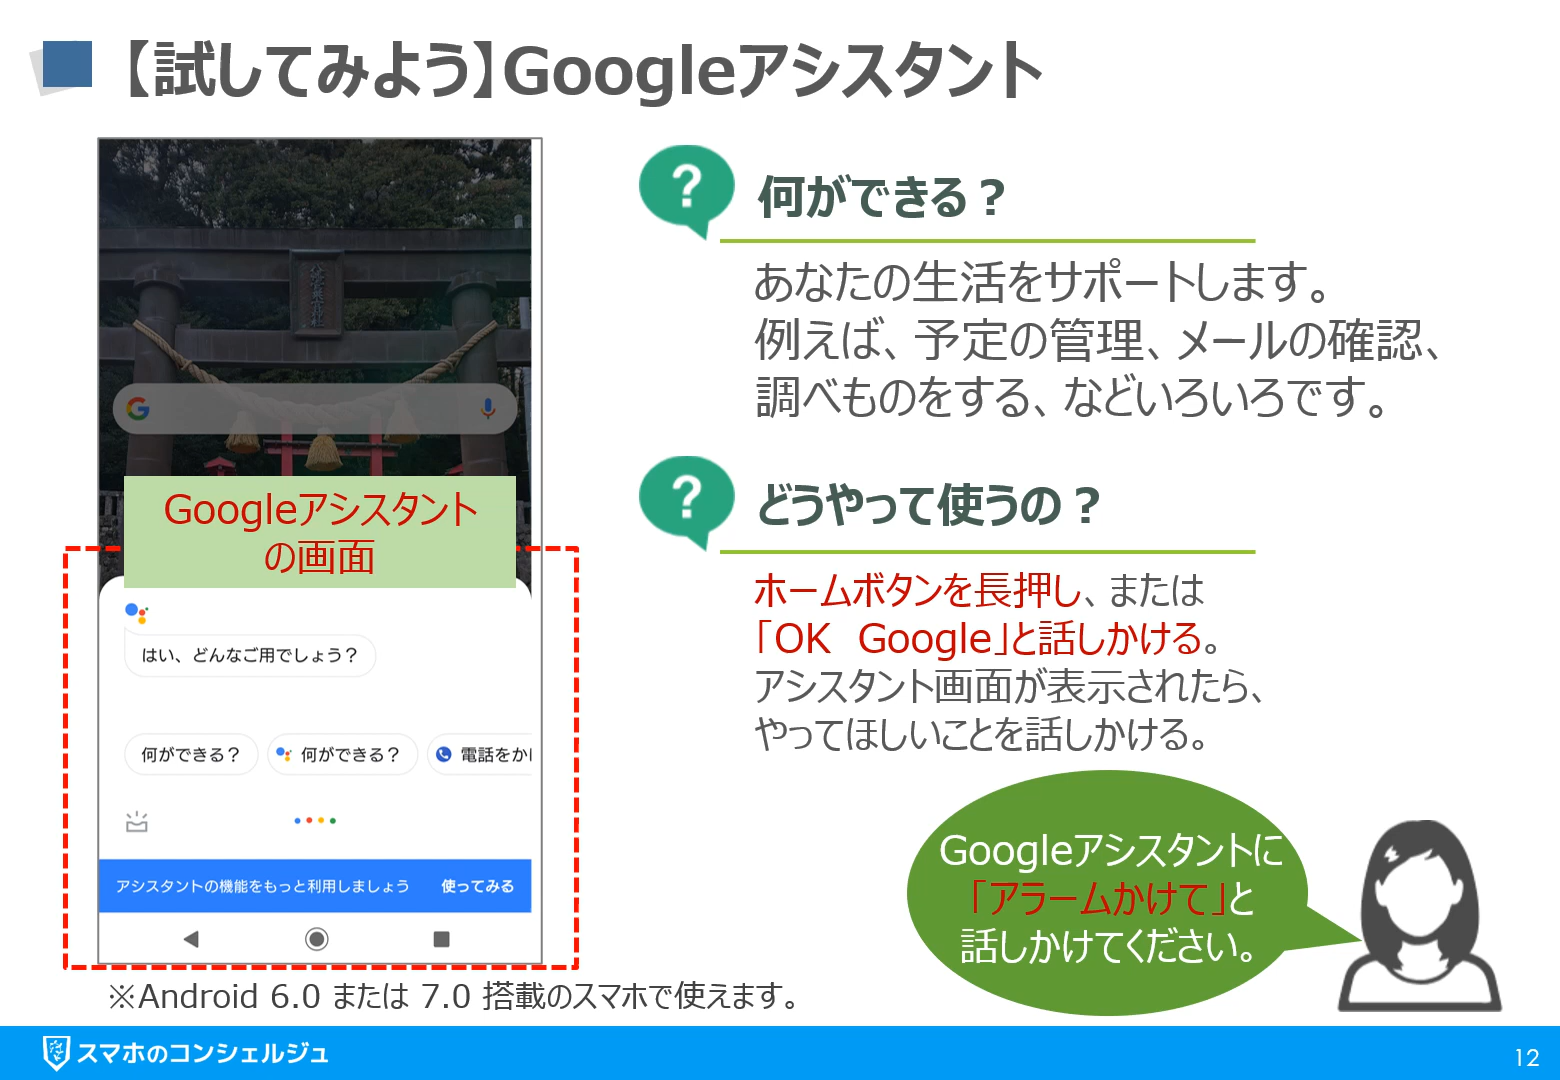 【試してみよう】Googleアシスタント
Googleアシスタント
の画面
はい、どんなご用でしょう？
何ができる？
何ができる？
電話をか
アシスタントの機能をもっと利用しましょう
使ってみる
※Android 6.0 または 7.0 搭載のスマホで使えます。
?
何ができる？
あなたの生活をサポートします。
例えば、予定の管理、メールの確認、
調べものをする、などいろいろです。
?
どうやって使うの？
ホームボタンを長押し、または
「OK　Google」と話しかける。
アシスタント画面が表示されたら、
やってほしいことを話しかける。
Googleアシスタントに
「アラームかけて」と
話しかけてください。
スマホのコンシェルジュ
12